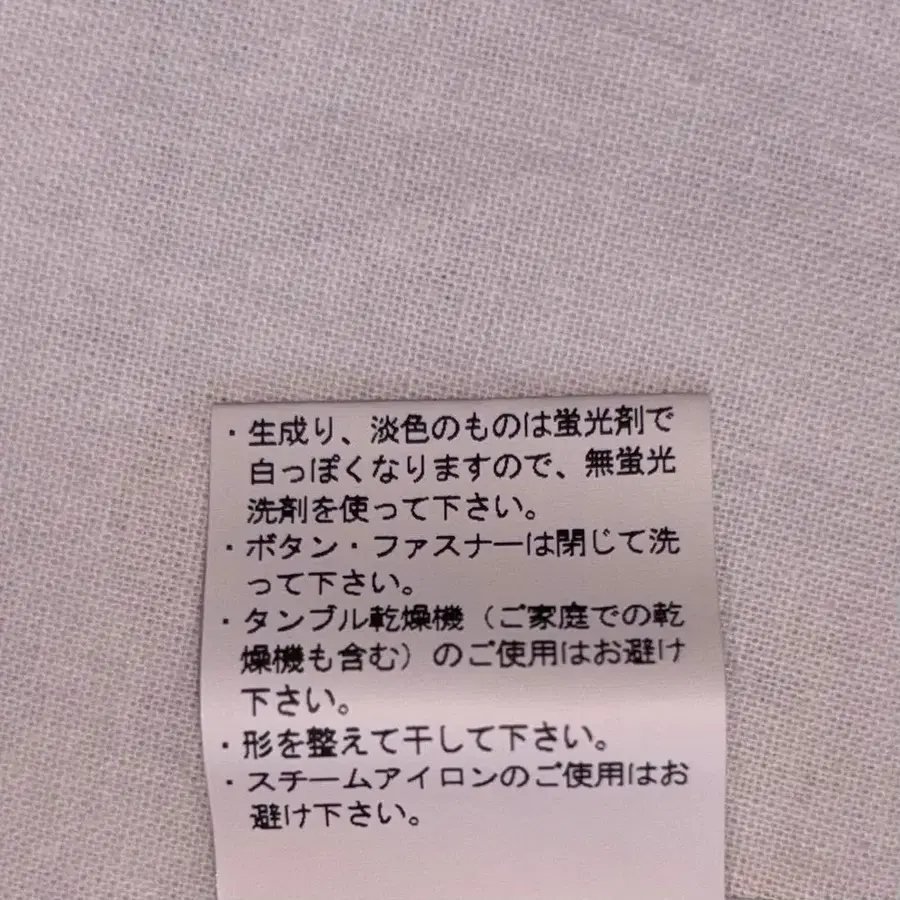 ・生成り、淡色のものは蛍光剤で
白っぽくなりますので、無蛍光
洗剤を使って下さい。
・ボタン・ファスナーは閉じて洗
って下さい。
・タンブル乾燥機（ご家庭での乾
燥機も含む）のご使用はお避け
下さい。
・形を整えて干して下さい。
・スチームアイロンのご使用はお
避け下さい。